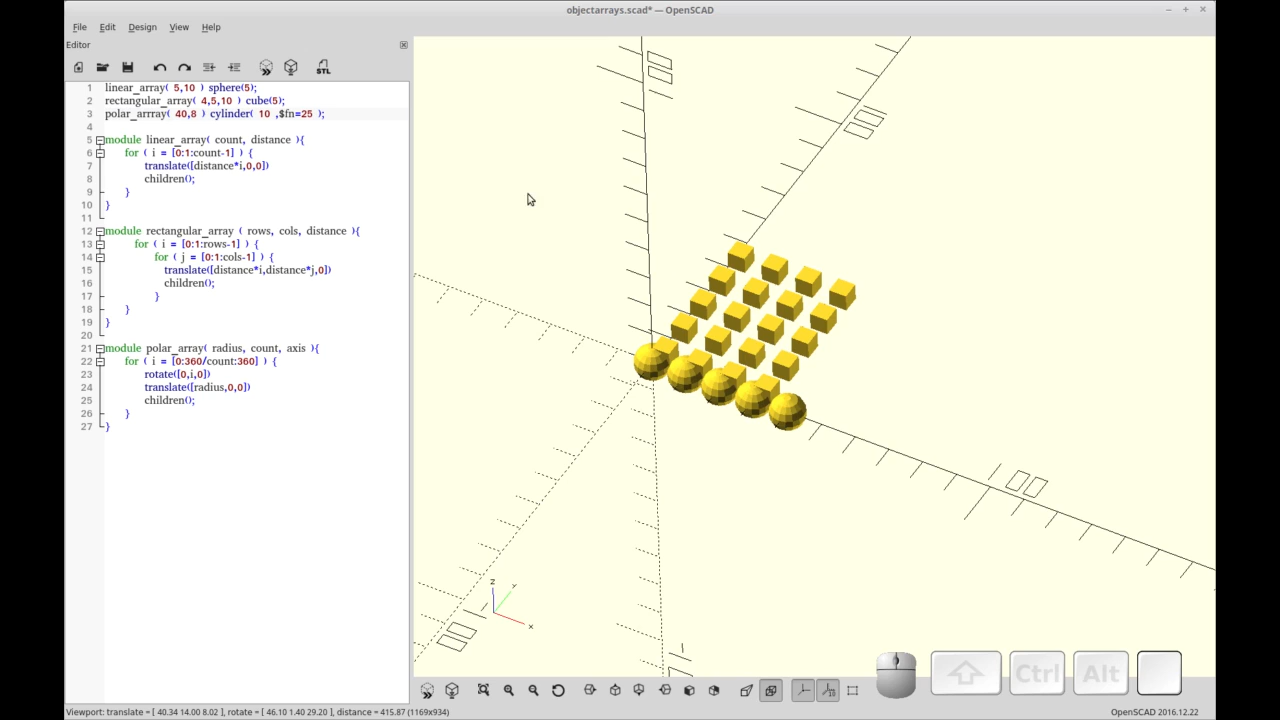 objectarrays.scad* — OpenSCAD
File Edit Design View Help
Editor
STL
1 linear_array( 5,10 ) sphere(5);
2 rectangular_array( 4,5,10 ) cube(5);
3 polar_arrray( 40,8 ) cylinder( 10 ,$fn=25 );
4
5 module linear_array( count, distance ){
6 for ( i = [0:1:count-1] ) {
7 translate([distance*i,0,0])
8 children();
9 }
10 }
11
12 module rectangular_array ( rows, cols, distance ){
13 for ( i = [0:1:rows-1] ) {
14 for ( j = [0:1:cols-1] ) {
15 translate([distance*i,distance*j,0])
16 children();
17 }
18 }
19 }
20
21 module polar_array( radius, count, axis ){
22 for ( i = [0:360/count:360] ) {
23 rotate([0,i,0])
24 translate([radius,0,0])
25 children();
26 }
27 }
z
y
x
10
Ctrl Alt
Viewport: translate = [ 40.34 14.00 8.02 ], rotate = [ 46.10 1.40 29.20 ], distance = 415.87 (1169x934)
OpenSCAD 2016.12.22